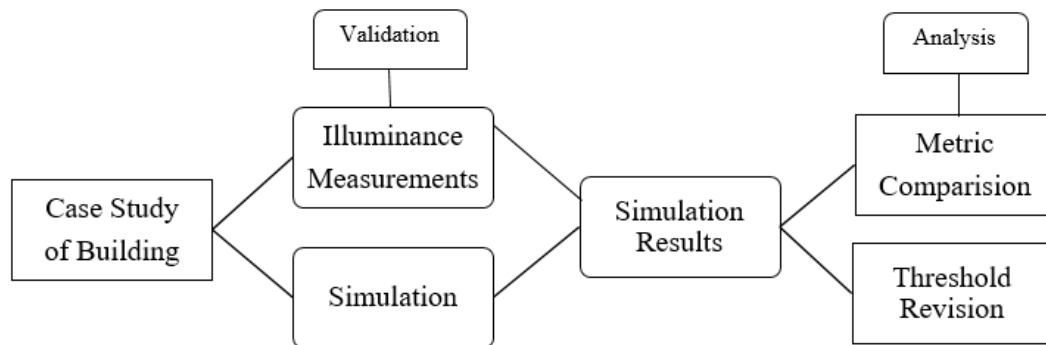 Validation
Analysis
Illuminance
Measurements
Metric
Comparision
Case Study
of Building
Simulation
Results
Simulation
Threshold
Revision